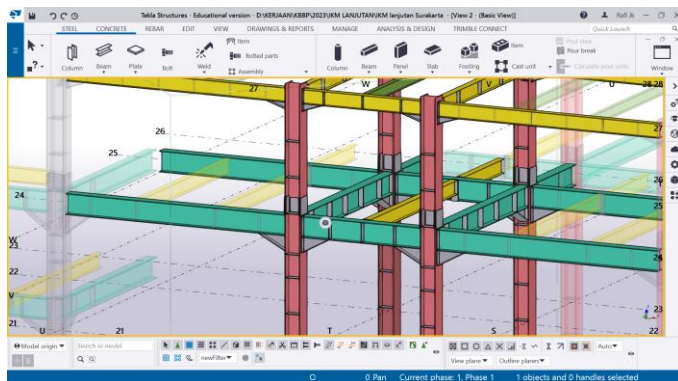 Tekla Structures - Educational version - D:\KERJAAN\KBBP\2023\IKM LANJUTAN\IKM lanjutan Surakarte - [View 2 - (Basic View)]
Rafi A
STEEL CONCRETE REBAR EDIT VIEW DRAWINGS & REPORTS MANAGE ANALYSIS & DESIGN TRIMBLE CONNECT Quick Launch
Item
Bolted parts
Assembly
Column Beam Plate Bolt Weld
Column Beam Panel Slab Footing
Item
Cast unit
Pour view
Pour break
Calculate pour units
Window
27
V U U 28 28
26
27
25
24
26
T
25
W
23
24
22
V
23
21
U 21 T S 22
Model origin
Search in model
newFilter
Auto
View plane Outline planes
O 0 Pan Current phase: 1, Phase 1 1 objects and 0 handles selected